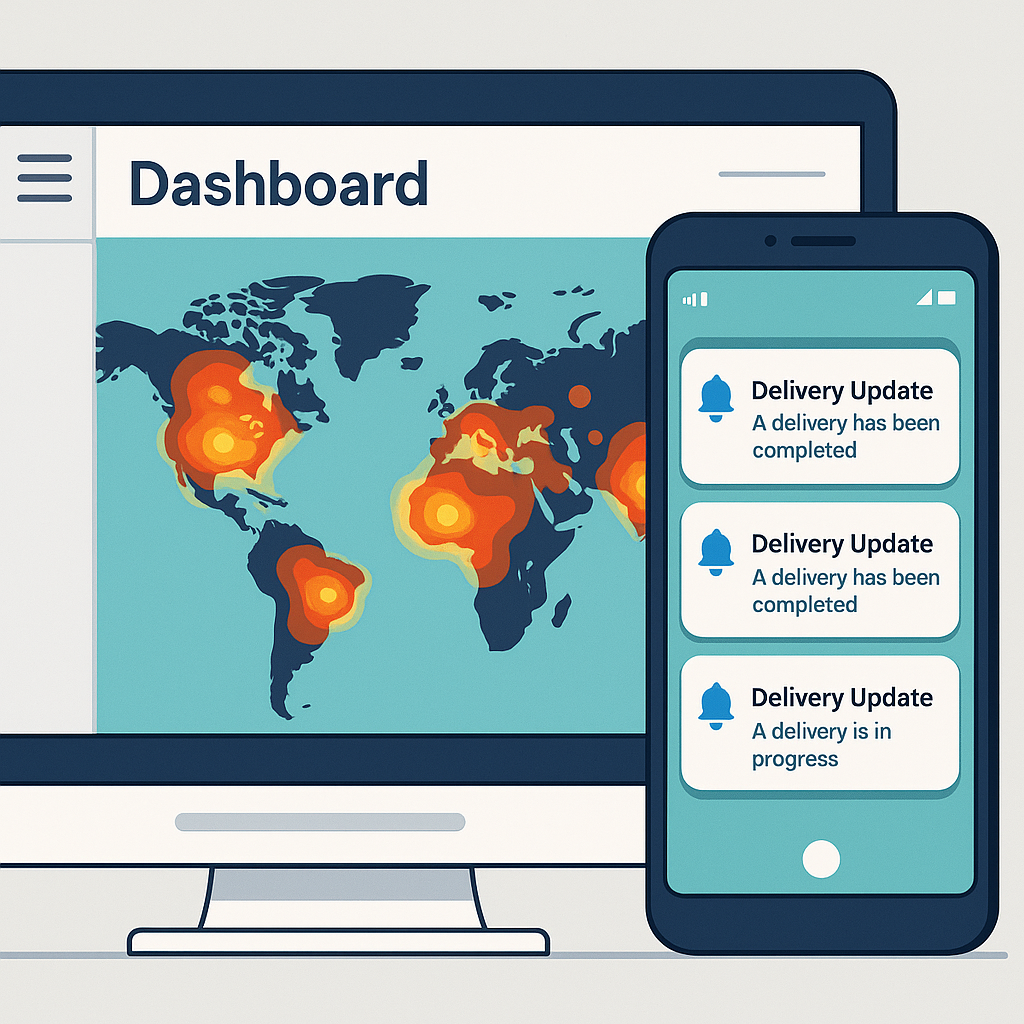 Dashboard
Delivery Update
A delivery has been
completed
Delivery Update
A delivery has been
completed
Delivery Update
A delivery is in
progress